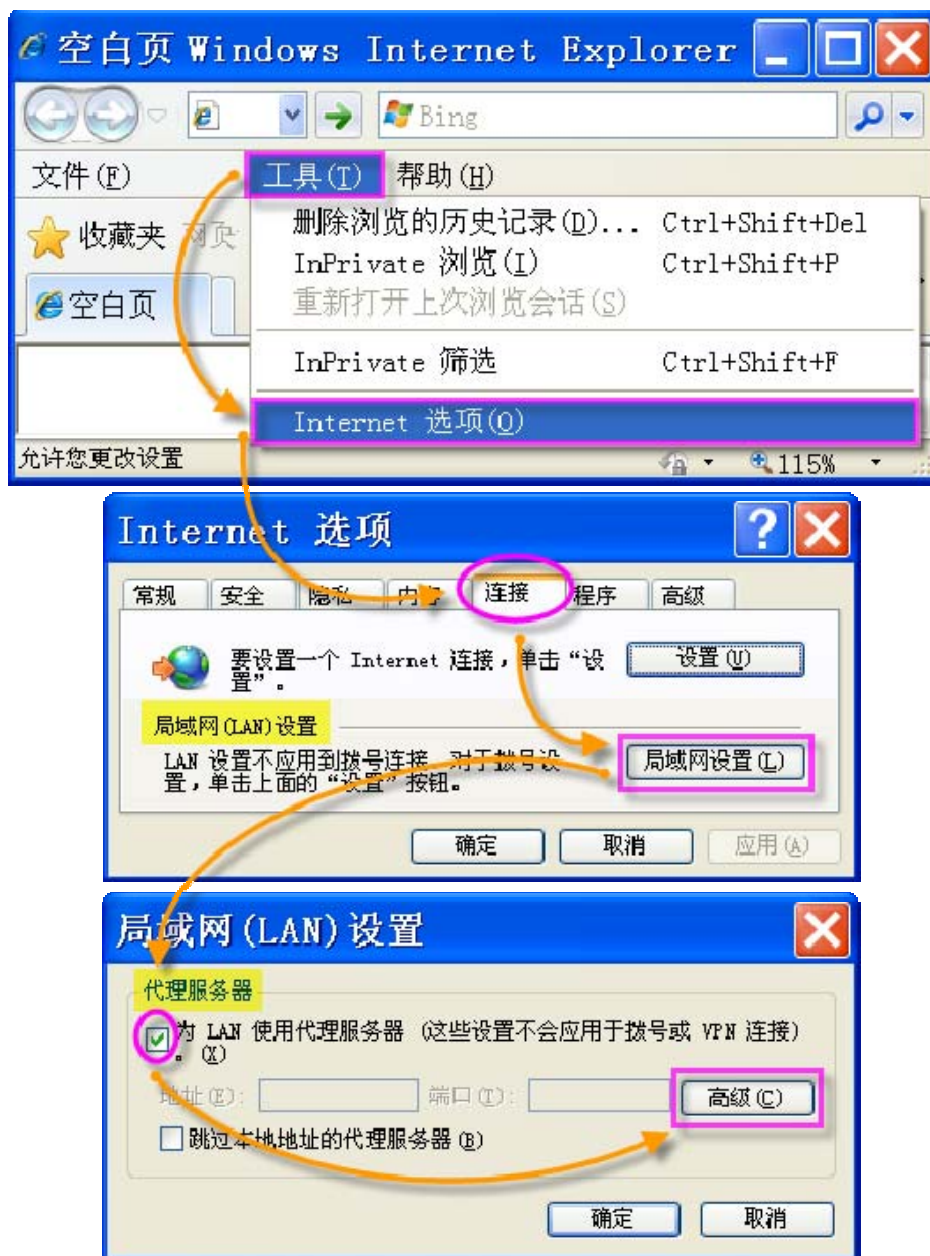 空白页 Windows Internet Explorer
Bing
文件(F) 工具(T) 帮助(H)
收藏夹 网页
删除浏览的历史记录(D)... Ctrl+Shift+Del
InPrivate 浏览(I) Ctrl+Shift+P
空白页
重新打开上次浏览会话(S)
InPrivate 筛选 Ctrl+Shift+F
Internet 选项(O)
允许您更改设置 115%
Internet 选项
常规 安全 隐私 内容 连接 程序 高级
要设置一个 Internet 连接，单击“设
置”。
设置(U)
局域网(LAN)设置
LAN 设置不应用到拨号连接。对于拨号设
置，单击上面的“设置”按钮。
局域网设置(L)
确定 取消 应用(A)
局域网(LAN)设置
代理服务器
为 LAN 使用代理服务器 (这些设置不会应用于拨号或 VPN 连接)
。(X)
地址(E): 端口(T): 高级(C)
跳过本地地址的代理服务器(B)
确定 取消